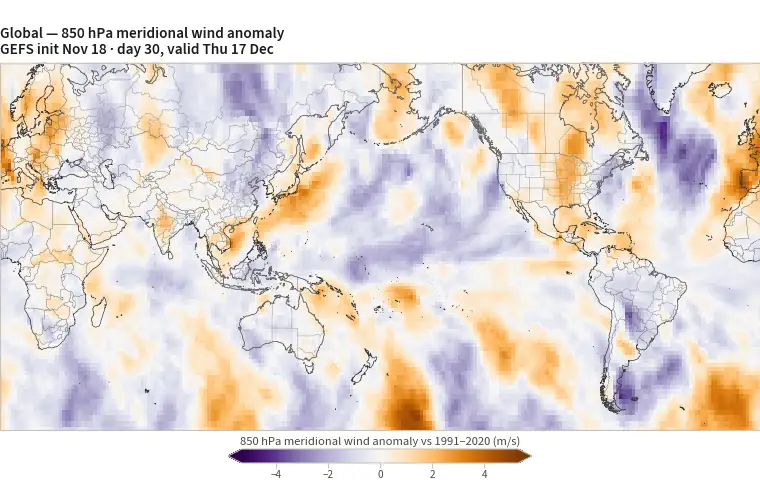 Global — 850 hPa meridional wind anomaly
GEFS init Nov 18 · day 30, valid Thu 17 Dec
850 hPa meridional wind anomaly vs 1991–2020 (m/s)
−4 −2 0 2 4